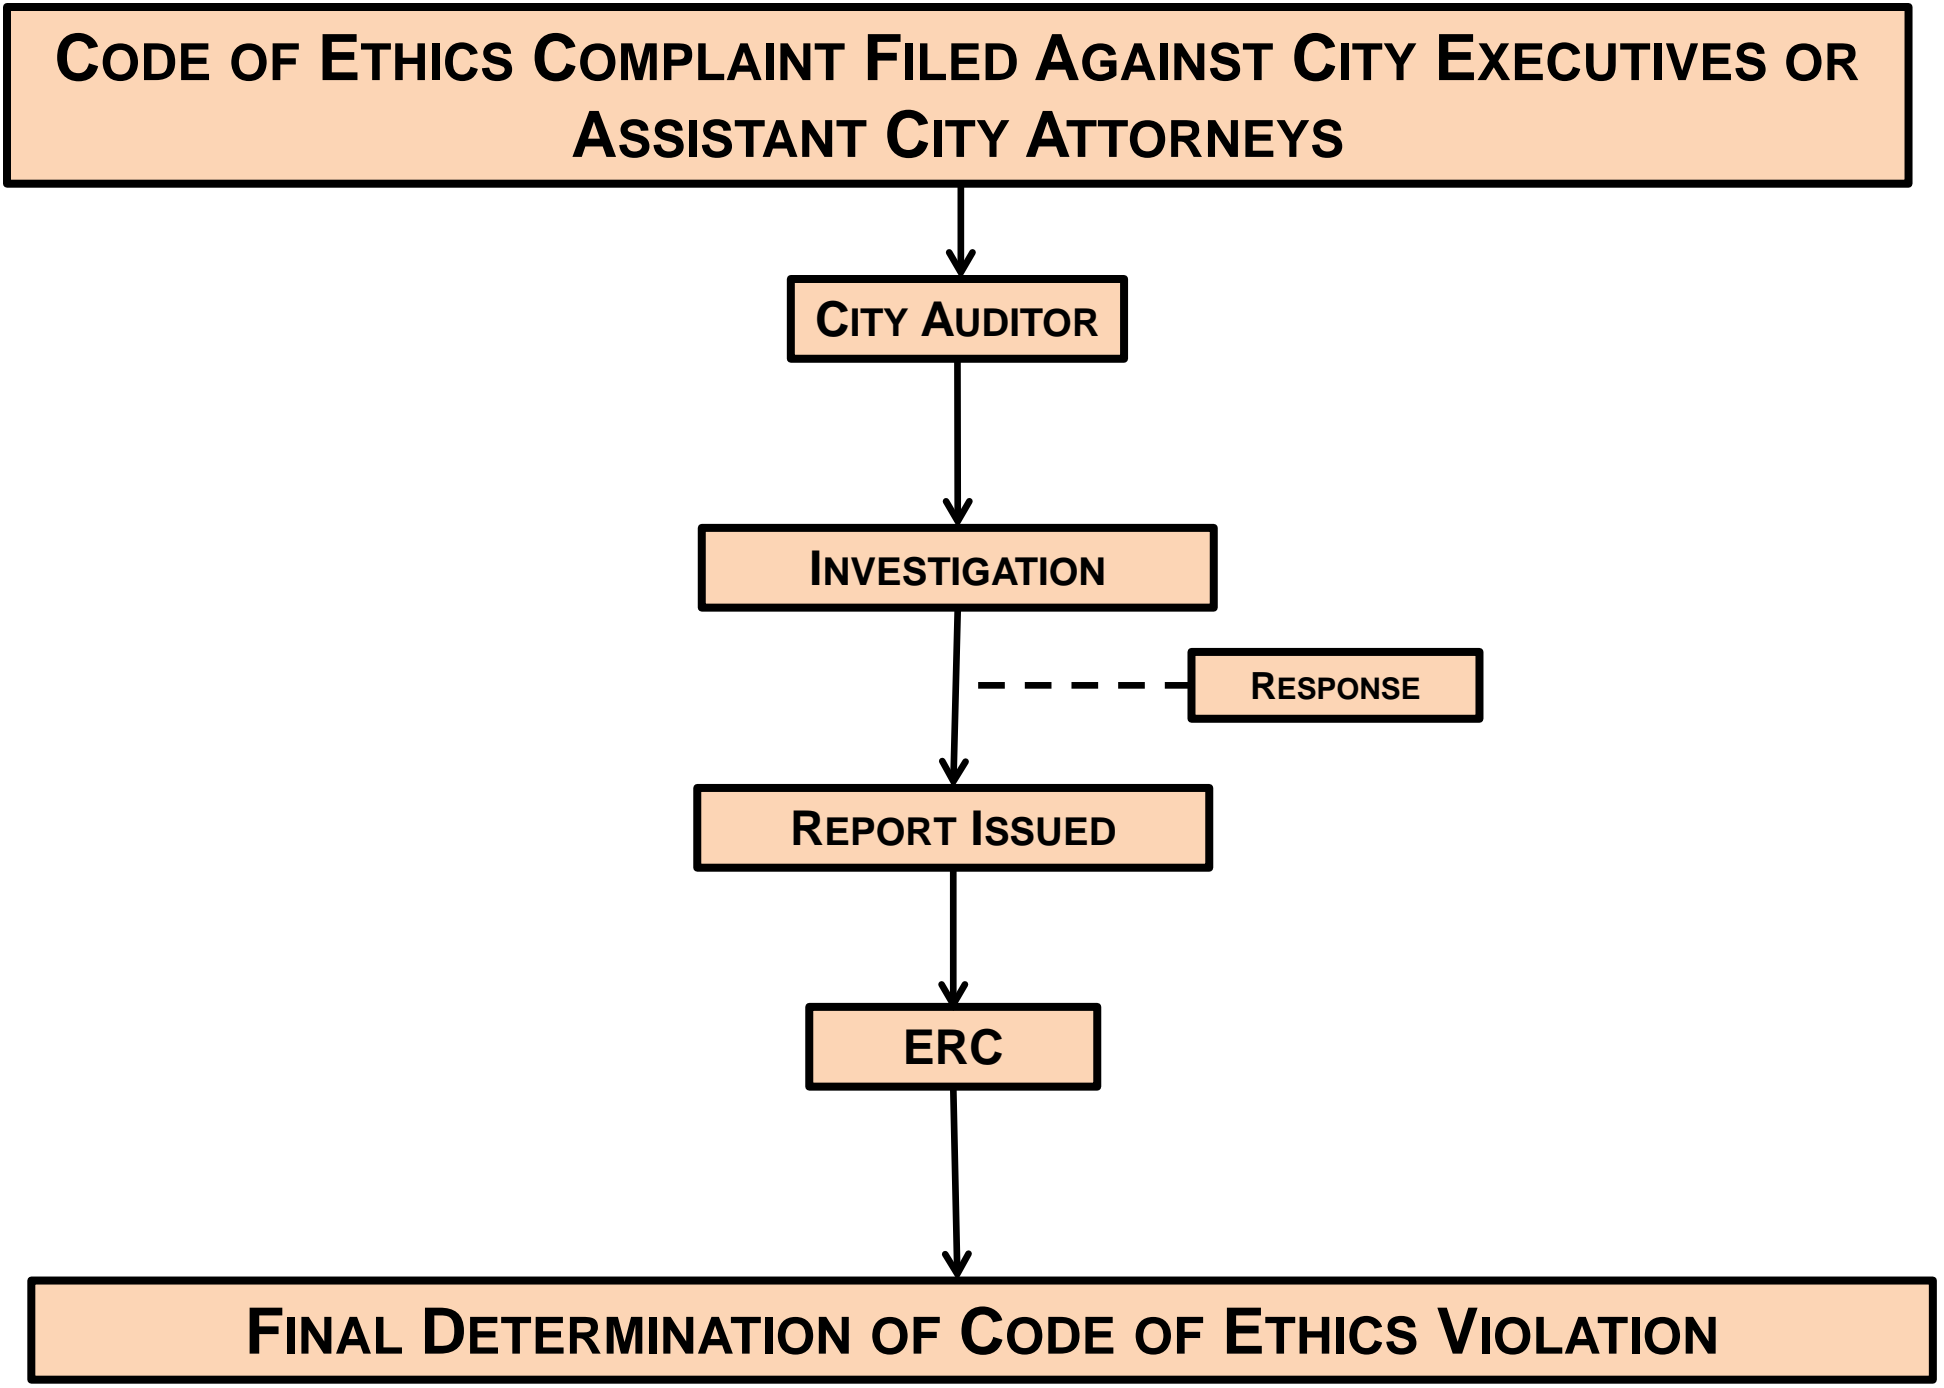 CODE OF ETHICS COMPLAINT FILED AGAINST CITY EXECUTIVES OR
ASSISTANT CITY ATTORNEYS
CITY AUDITOR
INVESTIGATION
RESPONSE
REPORT ISSUED
ERC
FINAL DETERMINATION OF CODE OF ETHICS VIOLATION